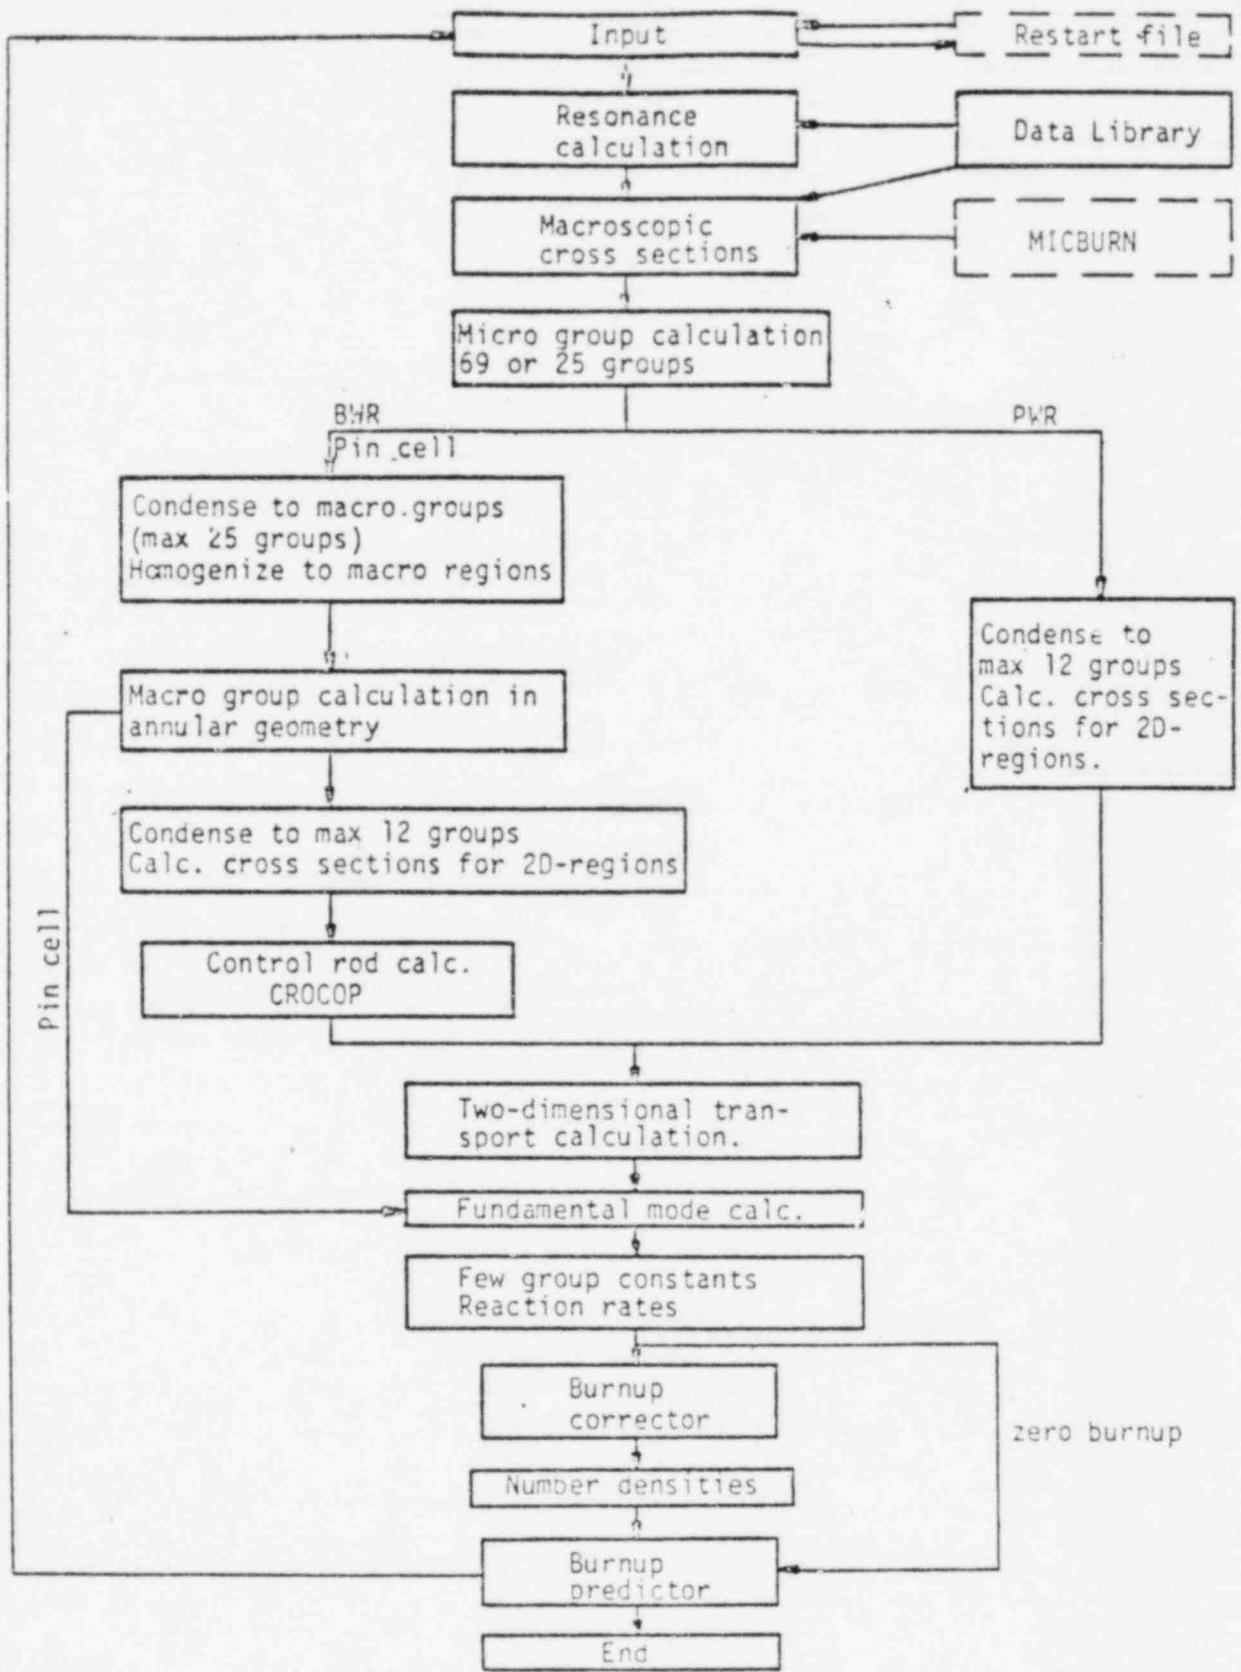 Input
Restart file
Resonance
calculation
Data Library
Macroscopic
cross sections
MICBURN
Micro group calculation
69 or 25 groups
BWR
PWR
Pin cell
Condense to macro.groups
(max 25 groups)
Homogenize to macro regions
Condense to
max 12 groups
Calc. cross sec-
tions for 2D-
regions.
Macro group calculation in
annular geometry
Condense to max 12 groups
Calc. cross sections for 2D-regions
Pin cell
Control rod calc.
CROCOP
Two-dimensional tran-
sport calculation.
Fundamental mode calc.
Few group constants
Reaction rates
Burnup
corrector
zero burnup
Number densities
Burnup
predictor
End